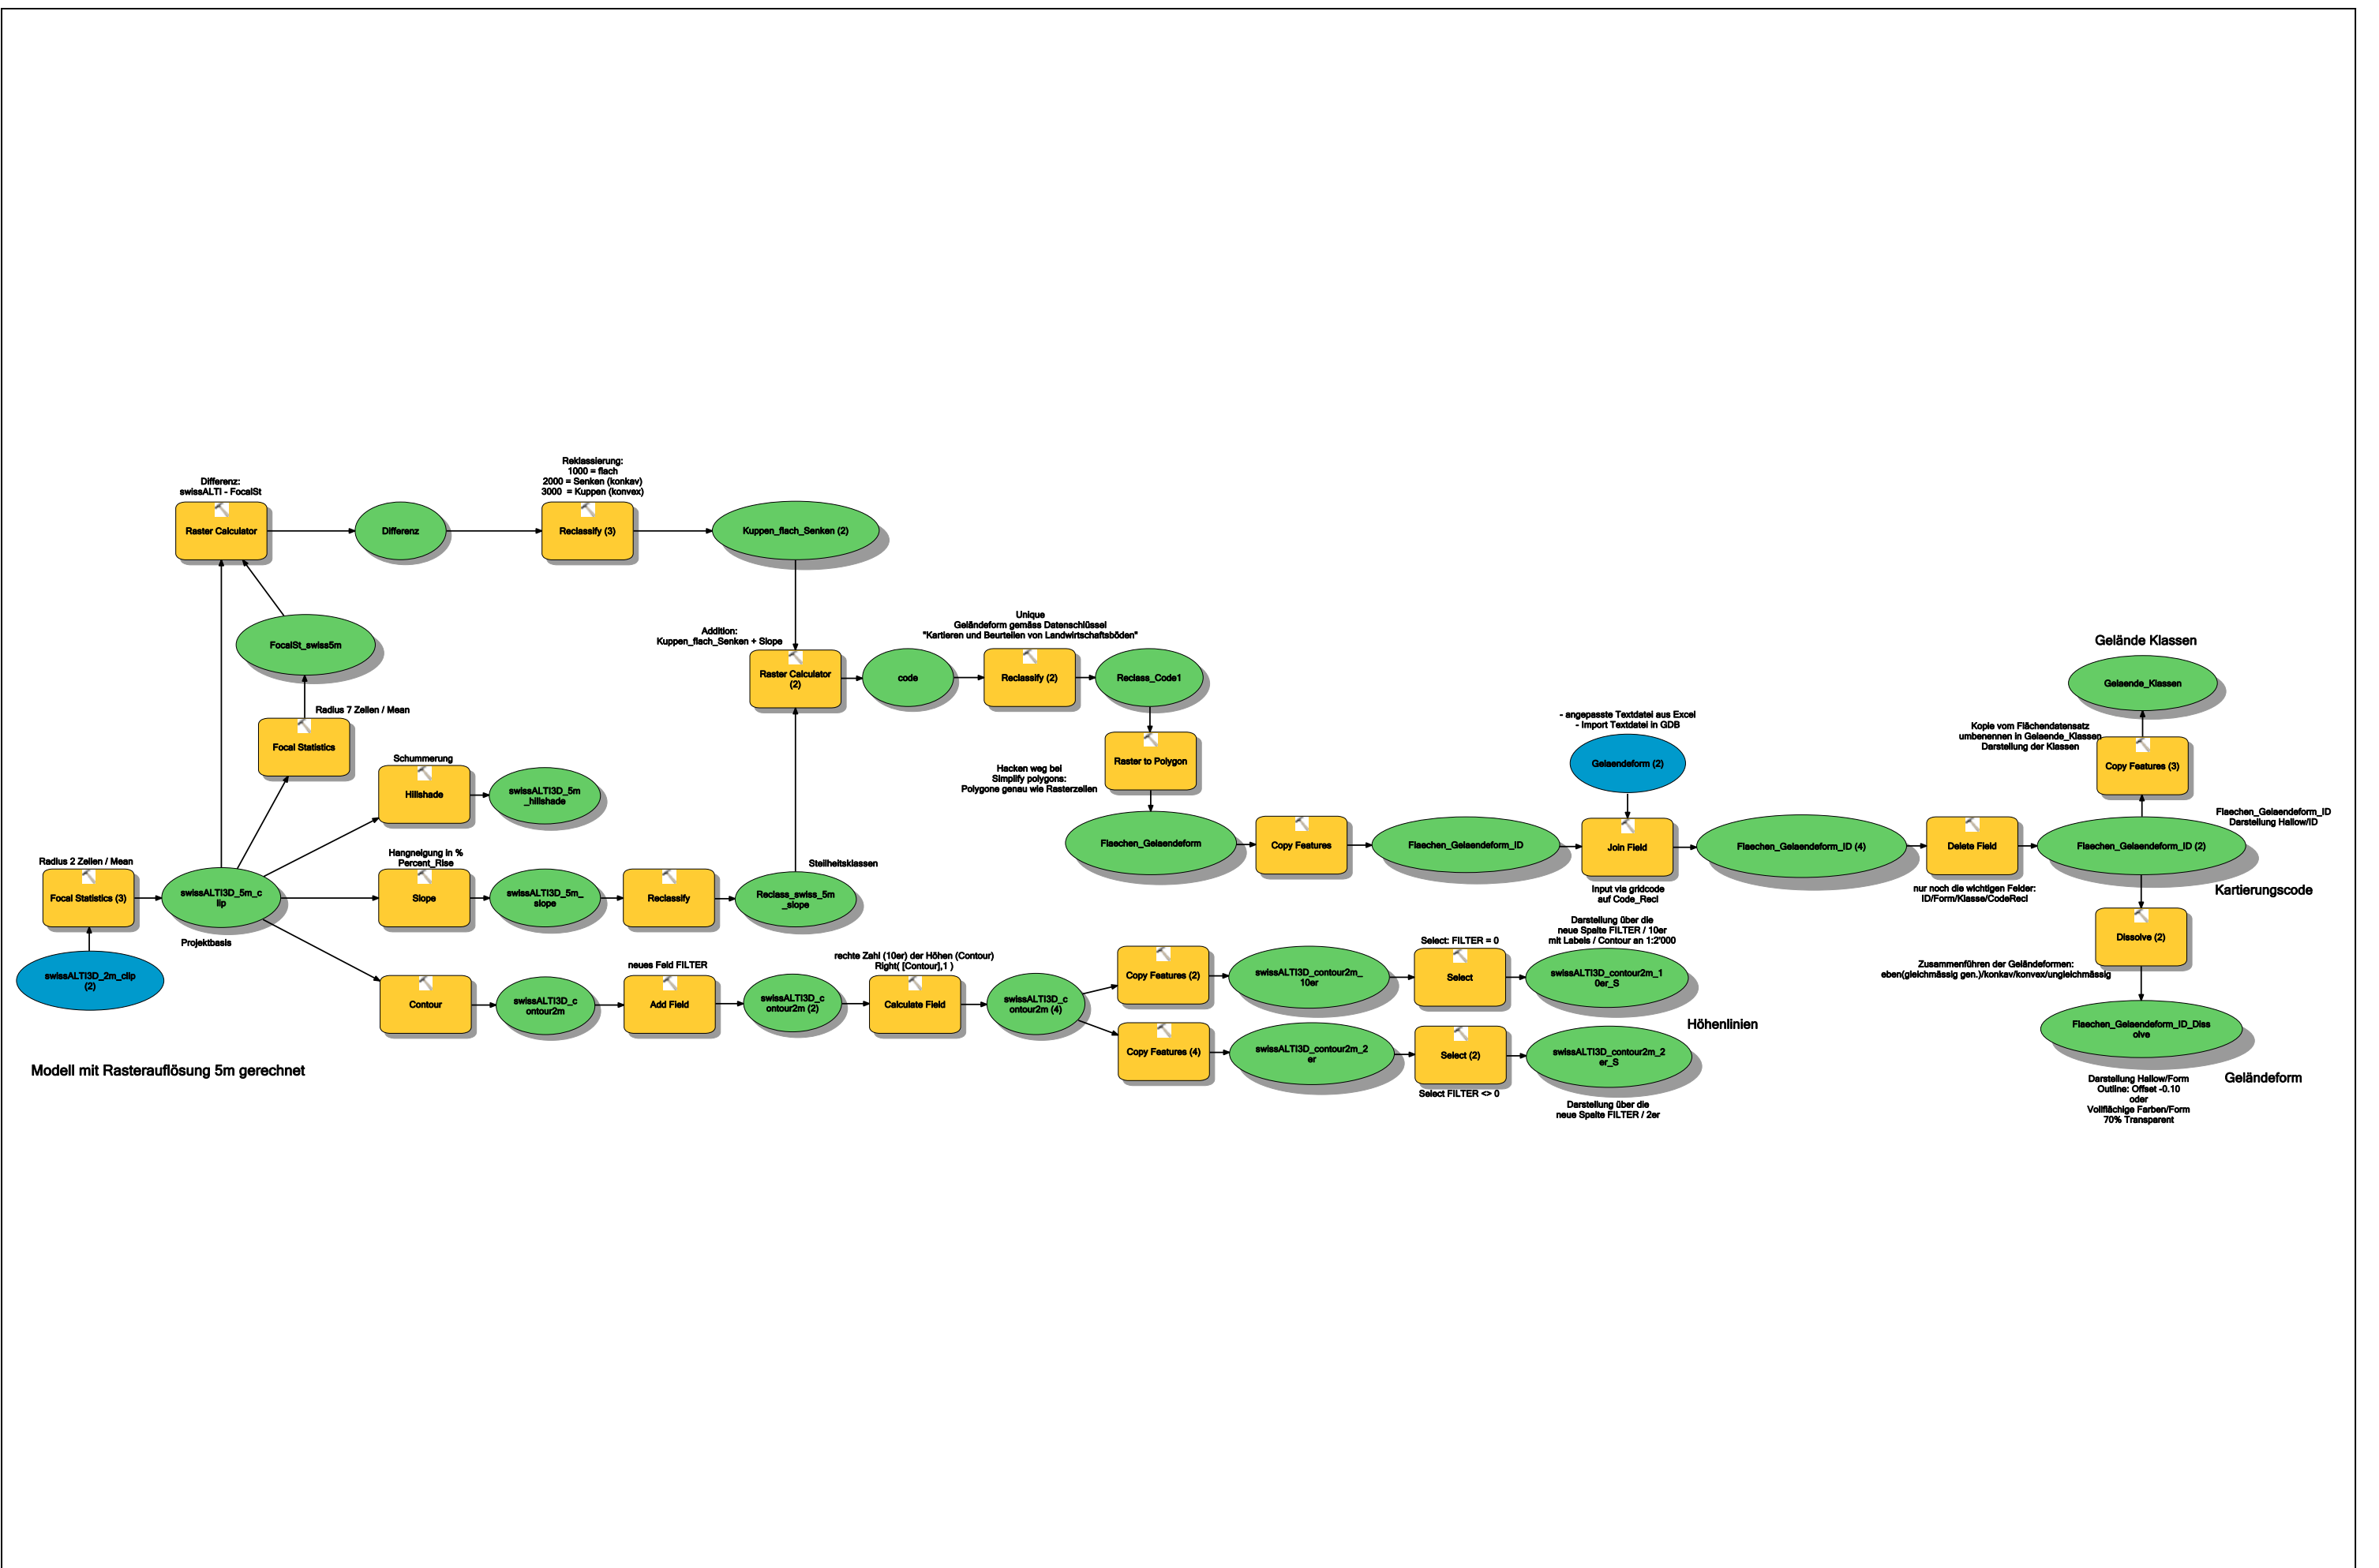 Reklassierung:
1000 = flach
2000 = Senken (konkav)
3000  = Kuppen (konvex)
Differenz:
swissALTI - FocalSt
Raster Calculator
Differenz
Reclassify (3)
Kuppen_flach_Senken (2)
FocalSt_swiss5m
Radius 7 Zellen / Mean
Focal Statistics
Addition:
Kuppen_flach_Senken + Slope
Raster Calculator
(2)
code
Unique
Geländeform gemäss Datenschlüssel
"Kartieren und Beurteilen von Landwirtschaftsböden"
Reclassify (2)
Reclass_Code1
Raster to Polygon
Hacken weg bei
Simplify polygons:
Polygone genau wie Rasterzellen
Schummerung
Hillshade
swissALTI3D_5m
_hillshade
Radius 2 Zellen / Mean
Focal Statistics (3)
swissALTI3D_5m_c
lip
Projektbasis
swissALTI3D_2m_clip
(2)
Hangneigung in %
Percent_Rise
Slope
swissALTI3D_5m_
slope
Reclassify
Steilheitsklassen
Reclass_swiss_5m
_slope
Flaechen_Gelaendeform
Copy Features
Flaechen_Gelaendeform_ID
- angepasste Textdatei aus Excel
- Import Textdatei in GDB
Gelaendeform (2)
Join Field
Input via gridcode
auf Code_Recl
Flaechen_Gelaendeform_ID (4)
Delete Field
nur noch die wichtigen Felder:
ID/Form/Klasse/CodeRecl
Gelände Klassen
Gelaende_Klassen
Kopie vom Flächendatensatz
umbenennen in Gelaende_Klassen
Darstellung der Klassen
Copy Features (3)
Flaechen_Gelaendeform_ID
Darstellung Hallow/ID
Flaechen_Gelaendeform_ID (2)
Kartierungscode
Dissolve (2)
Zusammenführen der Geländeformen:
eben(gleichmässig gen.)/konkav/konvex/ungleichmässig
Flaechen_Gelaendeform_ID_Diss
olve
Geländeform
Darstellung Hallow/Form
Outline: Offset -0.10
oder
Vollflächige Farben/Form
70% Transparent
Contour
swissALTI3D_c
ontour2m
neues Feld FILTER
Add Field
swissALTI3D_c
ontour2m (2)
rechte Zahl (10er) der Höhen (Contour)
Right( [Contour],1 )
Calculate Field
swissALTI3D_c
ontour2m (4)
Copy Features (2)
swissALTI3D_contour2m_
10er
Select: FILTER = 0
Select
Darstellung über die
neue Spalte FILTER / 10er
mit Labels / Contour an 1:2'000
swissALTI3D_contour2m_1
0er_S
Höhenlinien
Copy Features (4)
swissALTI3D_contour2m_2
er
Select (2)
Select FILTER <> 0
swissALTI3D_contour2m_2
er_S
Darstellung über die
neue Spalte FILTER / 2er
Modell mit Rasterauflösung 5m gerechnet